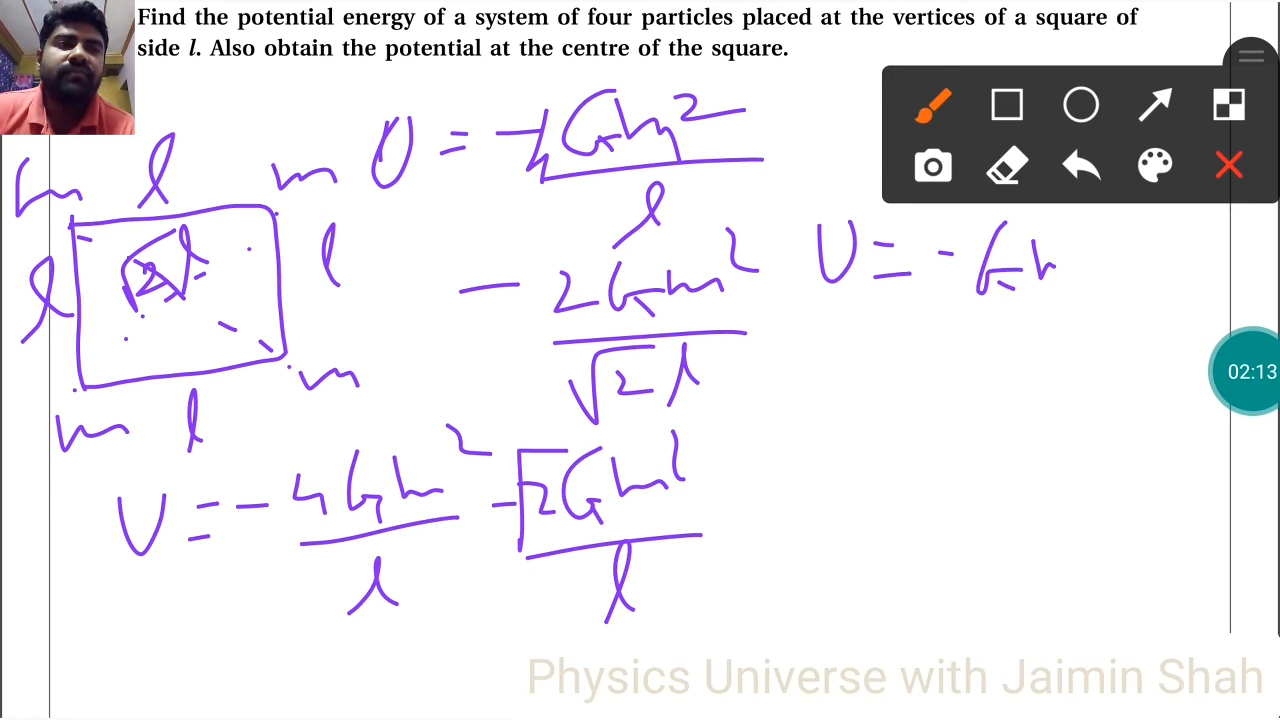 Find the potential energy of a system of four particles placed at the vertices of a square of
side l. Also obtain the potential at the centre of the square.
m l m U = -4Gm²
l
l √2 l l
- 2Gm²
√2 l
U = - Gm
m l m
U = - 4Gm² - √2Gm²
l l
02:13
Physics Universe with Jaimin Shah